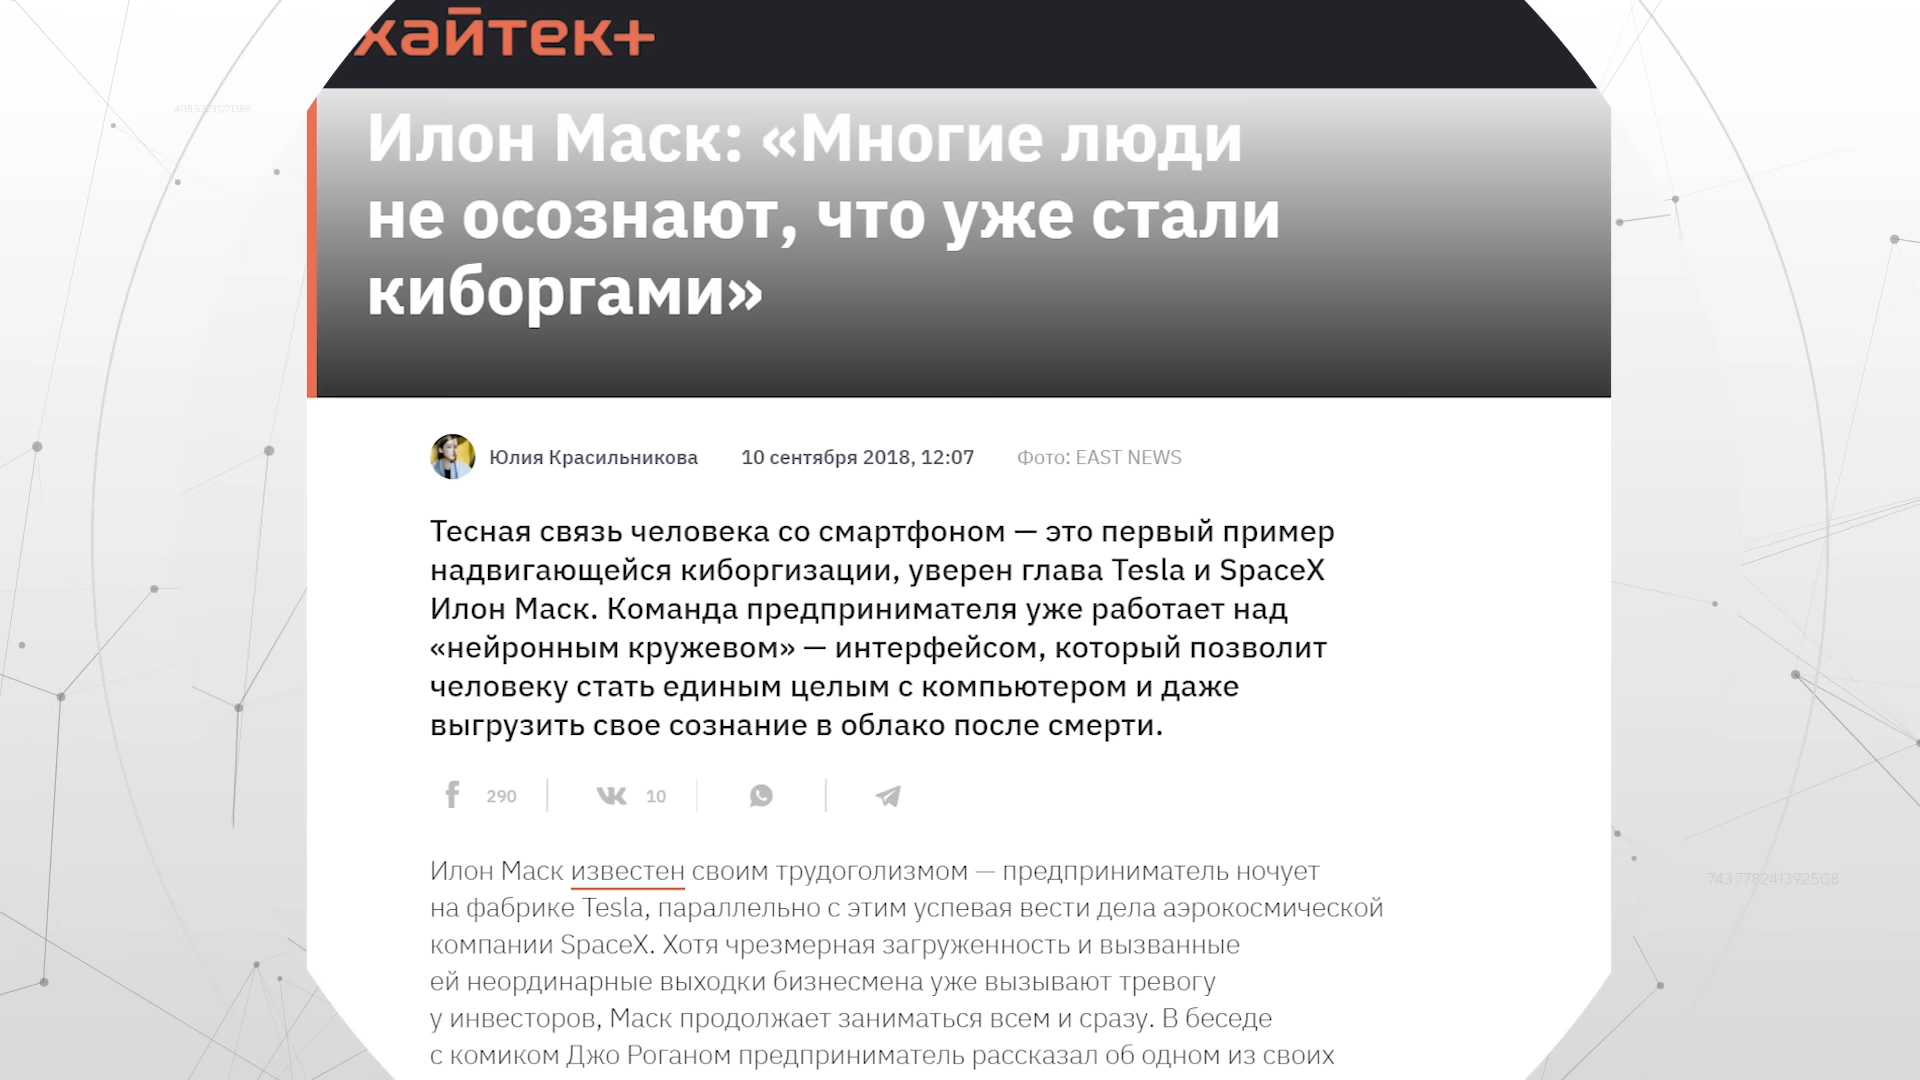 хайтек+
Илон Маск: «Многие люди
не осознают, что уже стали
киборгами»
Юлия Красильникова 10 сентября 2018, 12:07 Фото: EAST NEWS
Тесная связь человека со смартфоном — это первый пример
надвигающейся киборгизации, уверен глава Tesla и SpaceX
Илон Маск. Команда предпринимателя уже работает над
«нейронным кружевом» — интерфейсом, который позволит
человеку стать единым целым с компьютером и даже
выгрузить свое сознание в облако после смерти.
290 10
Илон Маск известен своим трудоголизмом — предприниматель ночует
на фабрике Tesla, параллельно с этим успевая вести дела аэрокосмической
компании SpaceX. Хотя чрезмерная загруженность и вызванные
ей неординарные выходки бизнесмена уже вызывают тревогу
у инвесторов, Маск продолжает заниматься всем и сразу. В беседе
с комиком Джо Роганом предприниматель рассказал об одном из своих
743 778241392508